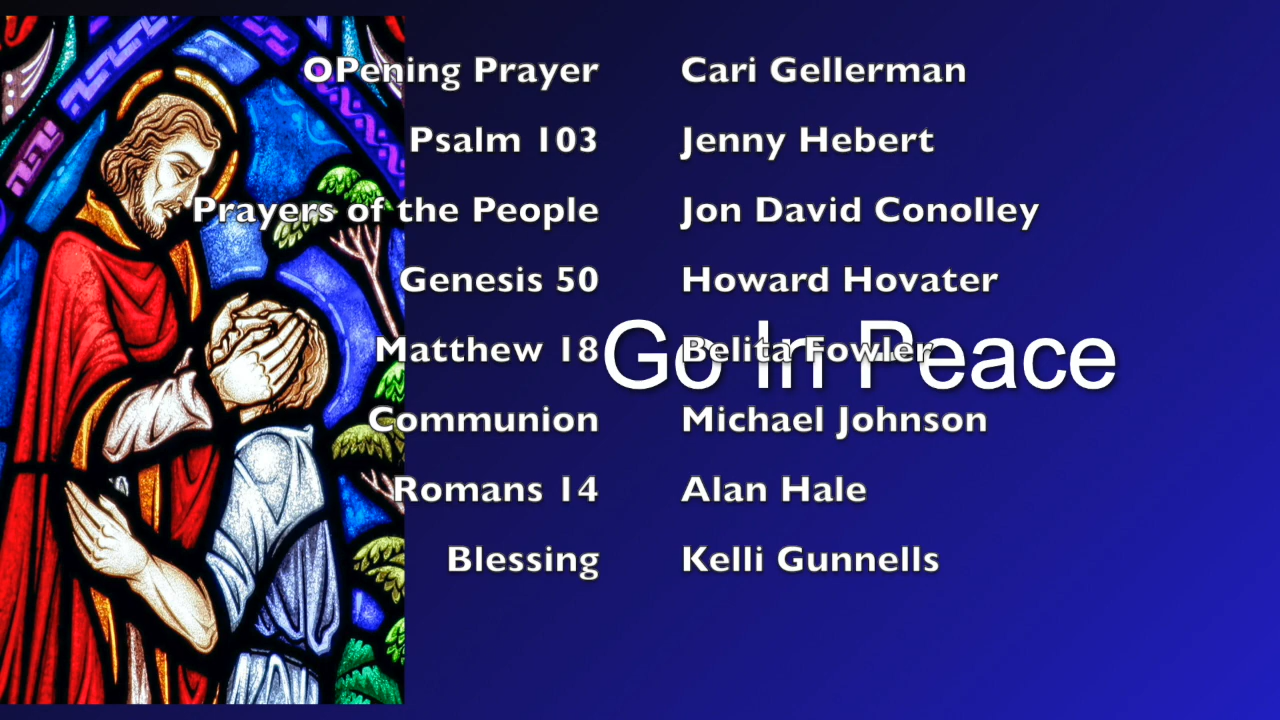 OPening Prayer Cari Gellerman
Psalm 103 Jenny Hebert
Prayers of the People Jon David Conolley
Genesis 50 Howard Hovater
Matthew 18 Belita Fowler
Go In Peace
Communion Michael Johnson
Romans 14 Alan Hale
Blessing Kelli Gunnells